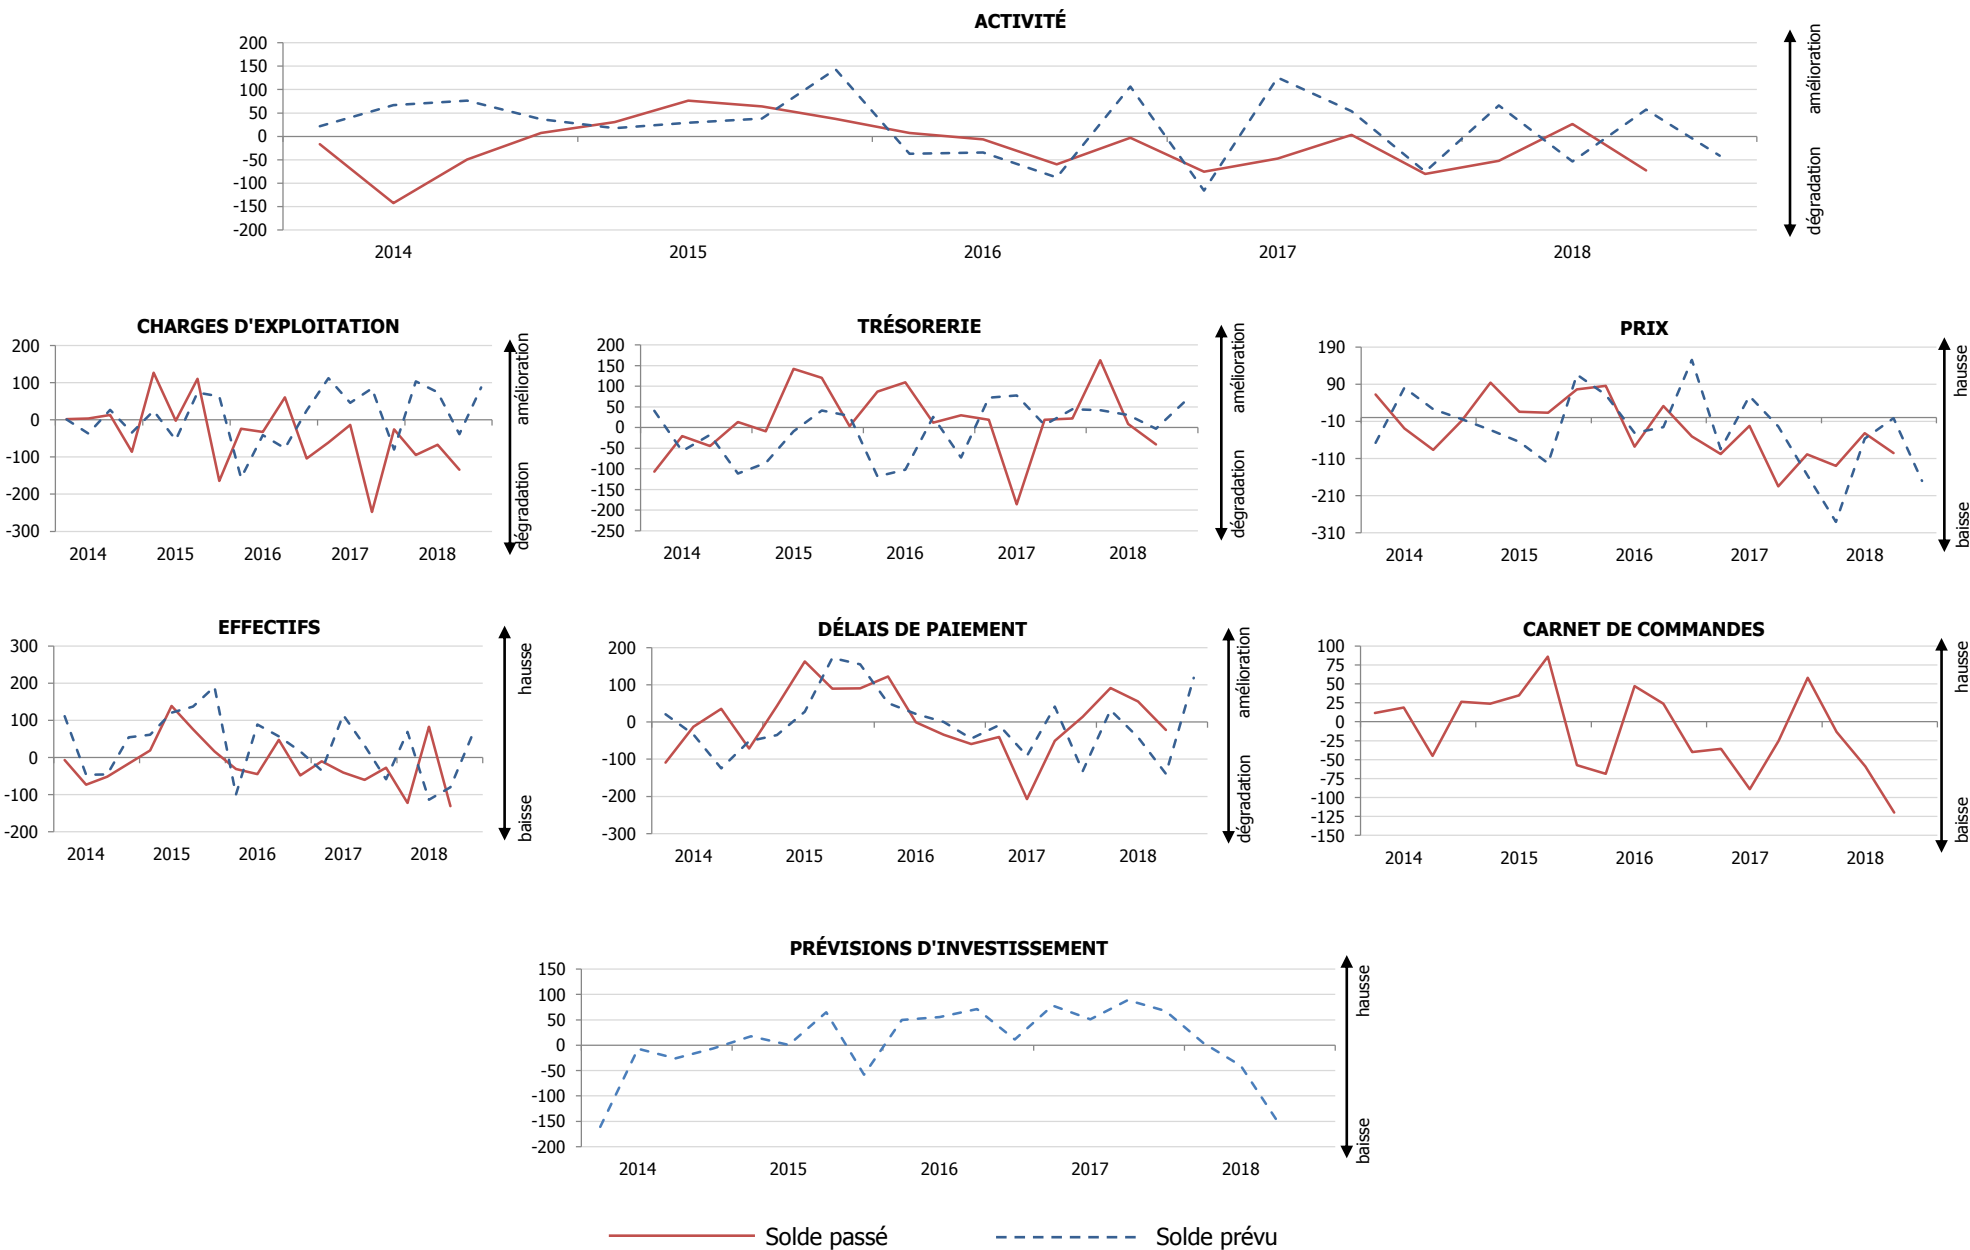 ACTIVITÉ
200
150
100
50
0
-50
-100
-150
-200
2014 2015 2016 2017 2018
amélioration
dégradation
CHARGES D'EXPLOITATION
200
100
0
-100
-200
-300
2014 2015 2016 2017 2018
amélioration
dégradation
TRÉSORERIE
200
150
100
50
0
-50
-100
-150
-200
-250
2014 2015 2016 2017 2018
amélioration
dégradation
PRIX
190
90
-10
-110
-210
-310
2014 2015 2016 2017 2018
hausse
baisse
EFFECTIFS
300
200
100
0
-100
-200
2014 2015 2016 2017 2018
hausse
baisse
DÉLAIS DE PAIEMENT
200
100
0
-100
-200
-300
2014 2015 2016 2017 2018
amélioration
dégradation
CARNET DE COMMANDES
100
75
50
25
0
-25
-50
-75
-100
-125
-150
2014 2015 2016 2017 2018
hausse
baisse
PRÉVISIONS D'INVESTISSEMENT
150
100
50
0
-50
-100
-150
-200
2014 2015 2016 2017 2018
hausse
baisse
Solde passé Solde prévu